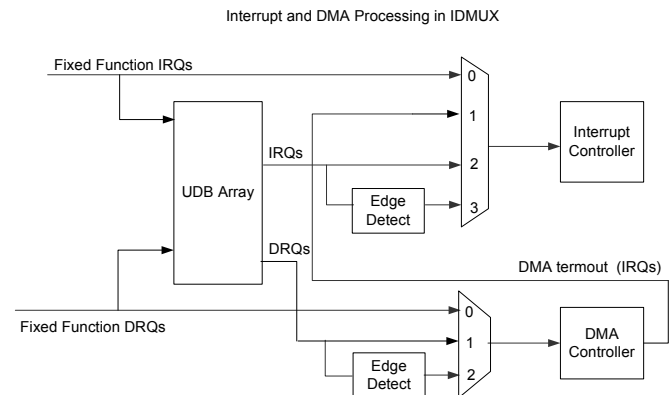 Interrupt and DMA Processing in IDMUX
Fixed Function IRQs
0
1
2
3
Interrupt
Controller
UDB Array
IRQs
Edge
Detect
DRQs
DMA termout (IRQs)
Fixed Function DRQs
0
1
2
Edge
Detect
DMA
Controller